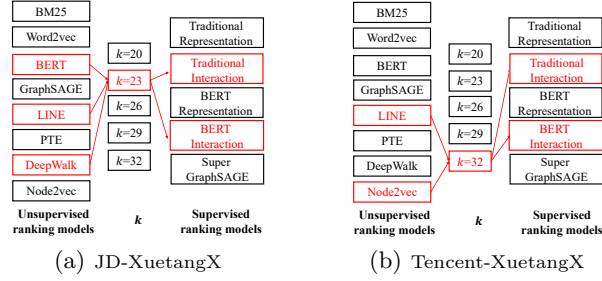 BM25
Word2vec
BERT
GraphSAGE
LINE
PTE
DeepWalk
Node2vec
Unsupervised
ranking models
k=20
k=23
k=26
k=29
k=32
k
Traditional
Representation
Traditional
Interaction
BERT
Representation
BERT
Interaction
Super
GraphSAGE
Supervised
ranking models
(a) JD-XuetangX
BM25
Word2vec
BERT
GraphSAGE
LINE
PTE
DeepWalk
Node2vec
Unsupervised
ranking models
k=20
k=23
k=26
k=29
k=32
k
Traditional
Representation
Traditional
Interaction
BERT
Representation
BERT
Interaction
Super
GraphSAGE
Supervised
ranking models
(b) Tencent-XuetangX